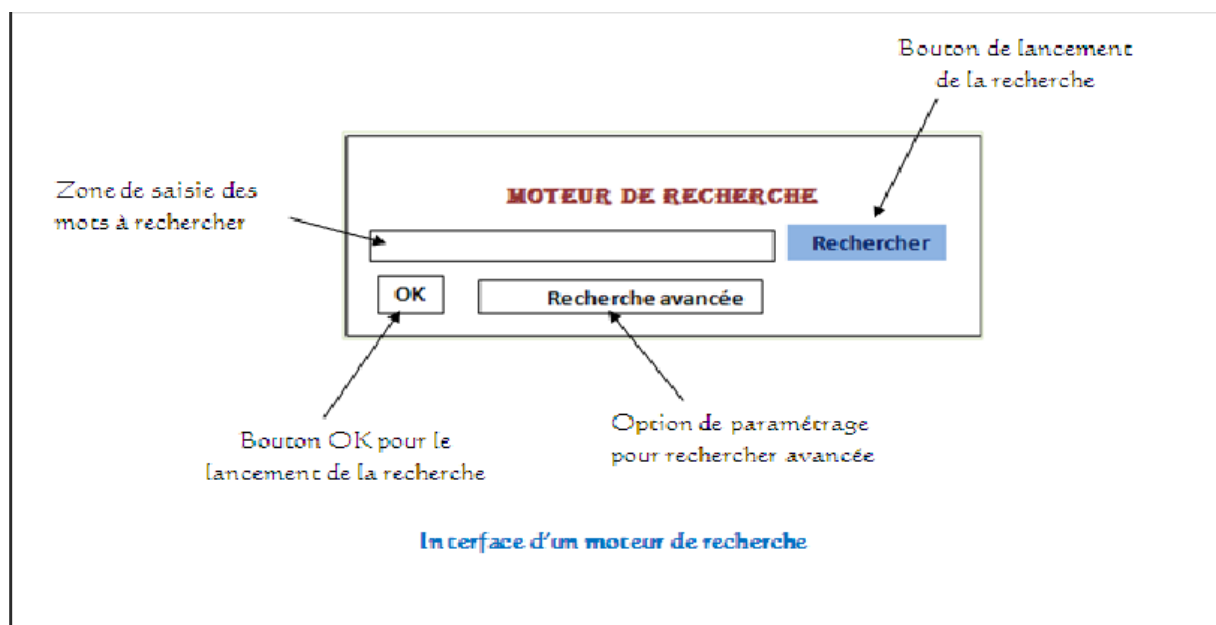 Bouton de lancement
de la recherche
Zone de saisie des
mots à rechercher
MOTEUR DE RECHERCHE
Rechercher
OK
Recherche avancée
Bouton OK pour le
lancement de la recherche
Option de paramétrage
pour rechercher avancée
Interface d'un moteur de recherche